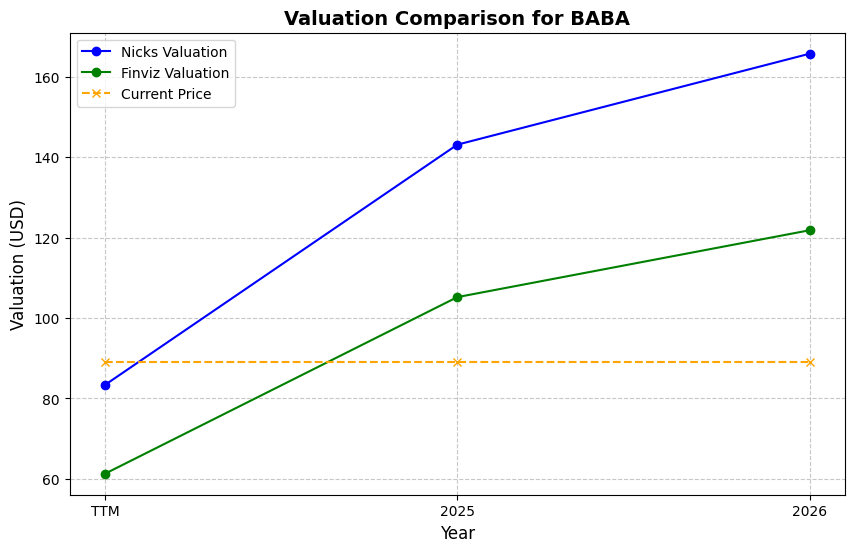 Valuation Comparison for BABA
Nicks Valuation
Finviz Valuation
Current Price
Valuation (USD)
160
140
120
100
80
60
TTM
2025
2026
Year